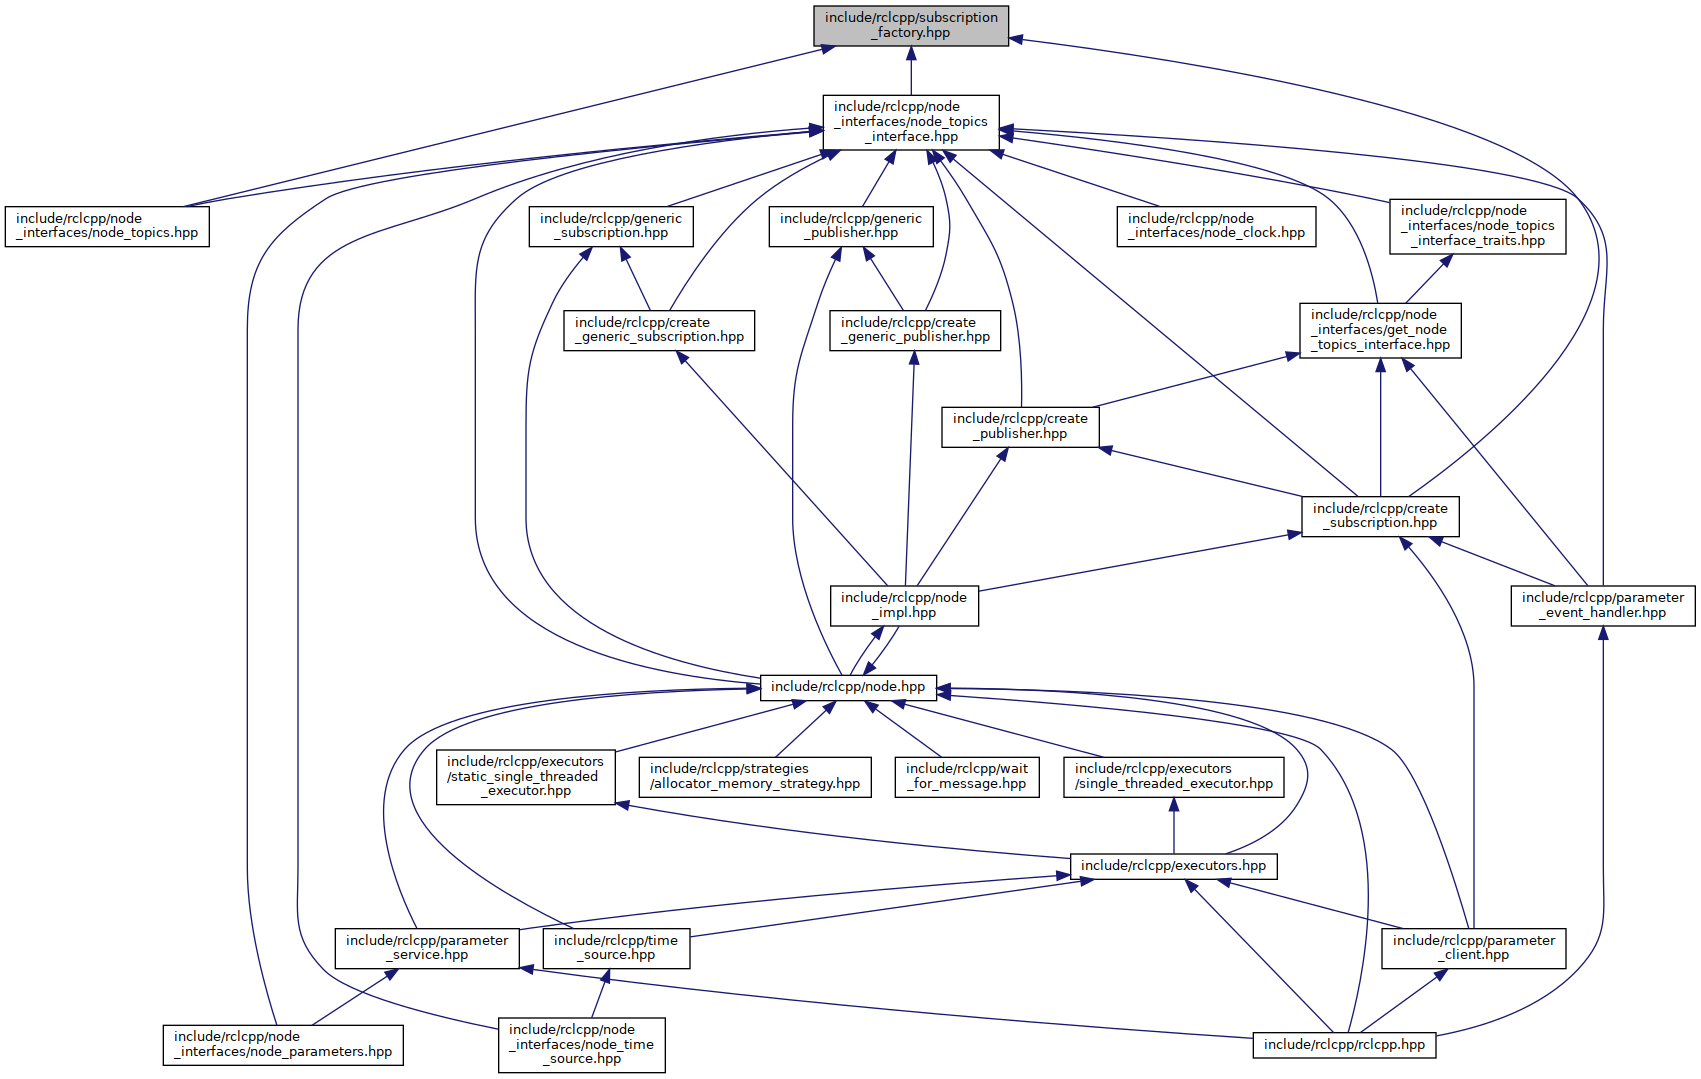 include/rclcpp/subscription
_factory.hpp
include/rclcpp/node
_interfaces/node_topics
_interface.hpp
include/rclcpp/node
_interfaces/node_topics.hpp
include/rclcpp/generic
_subscription.hpp
include/rclcpp/generic
_publisher.hpp
include/rclcpp/node
_interfaces/node_clock.hpp
include/rclcpp/node
_interfaces/node_topics
_interface_traits.hpp
include/rclcpp/create
_generic_subscription.hpp
include/rclcpp/create
_generic_publisher.hpp
include/rclcpp/node
_interfaces/get_node
_topics_interface.hpp
include/rclcpp/create
_publisher.hpp
include/rclcpp/create
_subscription.hpp
include/rclcpp/node
_impl.hpp
include/rclcpp/parameter
_event_handler.hpp
include/rclcpp/node.hpp
include/rclcpp/executors
/static_single_threaded
_executor.hpp
include/rclcpp/strategies
/allocator_memory_strategy.hpp
include/rclcpp/wait
_for_message.hpp
include/rclcpp/executors
/single_threaded_executor.hpp
include/rclcpp/executors.hpp
include/rclcpp/parameter
_service.hpp
include/rclcpp/time
_source.hpp
include/rclcpp/parameter
_client.hpp
include/rclcpp/node
_interfaces/node_parameters.hpp
include/rclcpp/node
_interfaces/node_time
_source.hpp
include/rclcpp/rclcpp.hpp